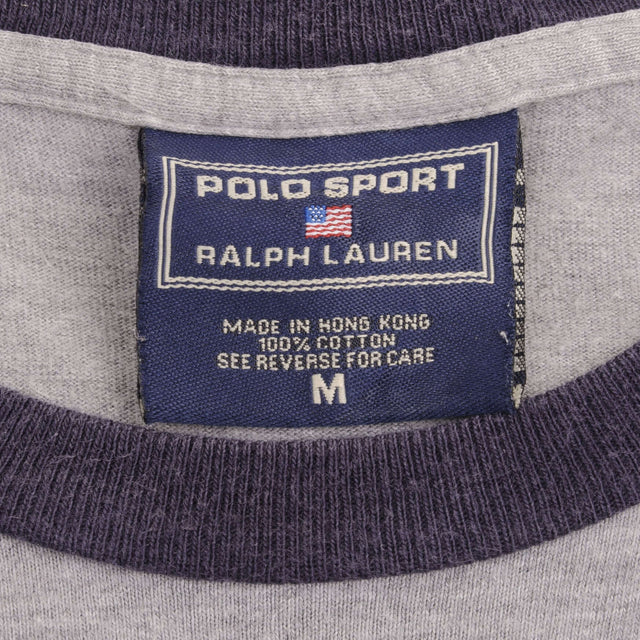 POLO SPORT
RALPH LAUREN
MADE IN HONG KONG
100% COTTON
SEE REVERSE FOR CARE
M